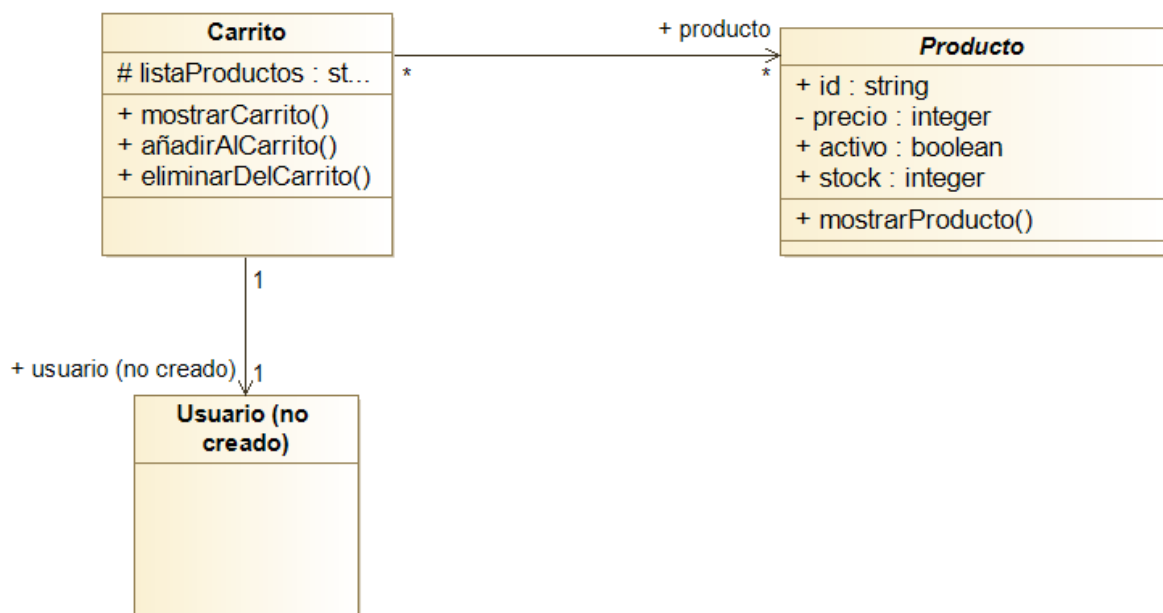 Carrito
# listaProductos : st...
+ mostrarCarrito()
+ añadirAlCarrito()
+ eliminarDelCarrito()
+ producto
*
*
Producto
+ id : string
- precio : integer
+ activo : boolean
+ stock : integer
+ mostrarProducto()
1
+ usuario (no creado)
1
Usuario (no
creado)